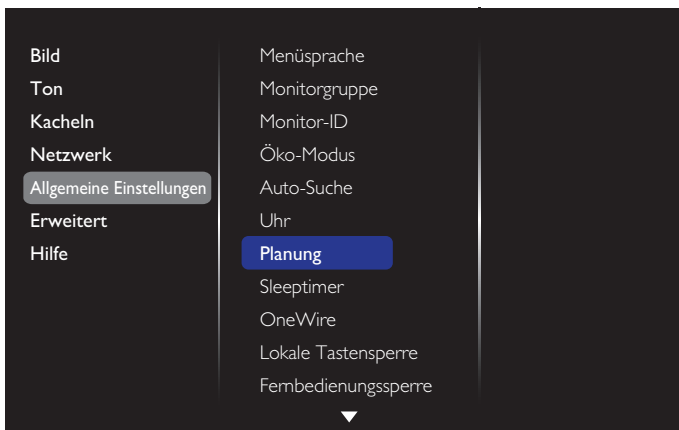 Bild
Ton
Kacheln
Netzwerk
Allgemeine Einstellungen
Erweitert
Hilfe
Menüsprache
Monitorgruppe
Monitor-ID
Öko-Modus
Auto-Suche
Uhr
Planung
Sleeptimer
OneWire
Lokale Tastensperre
Fernbedienungssperre